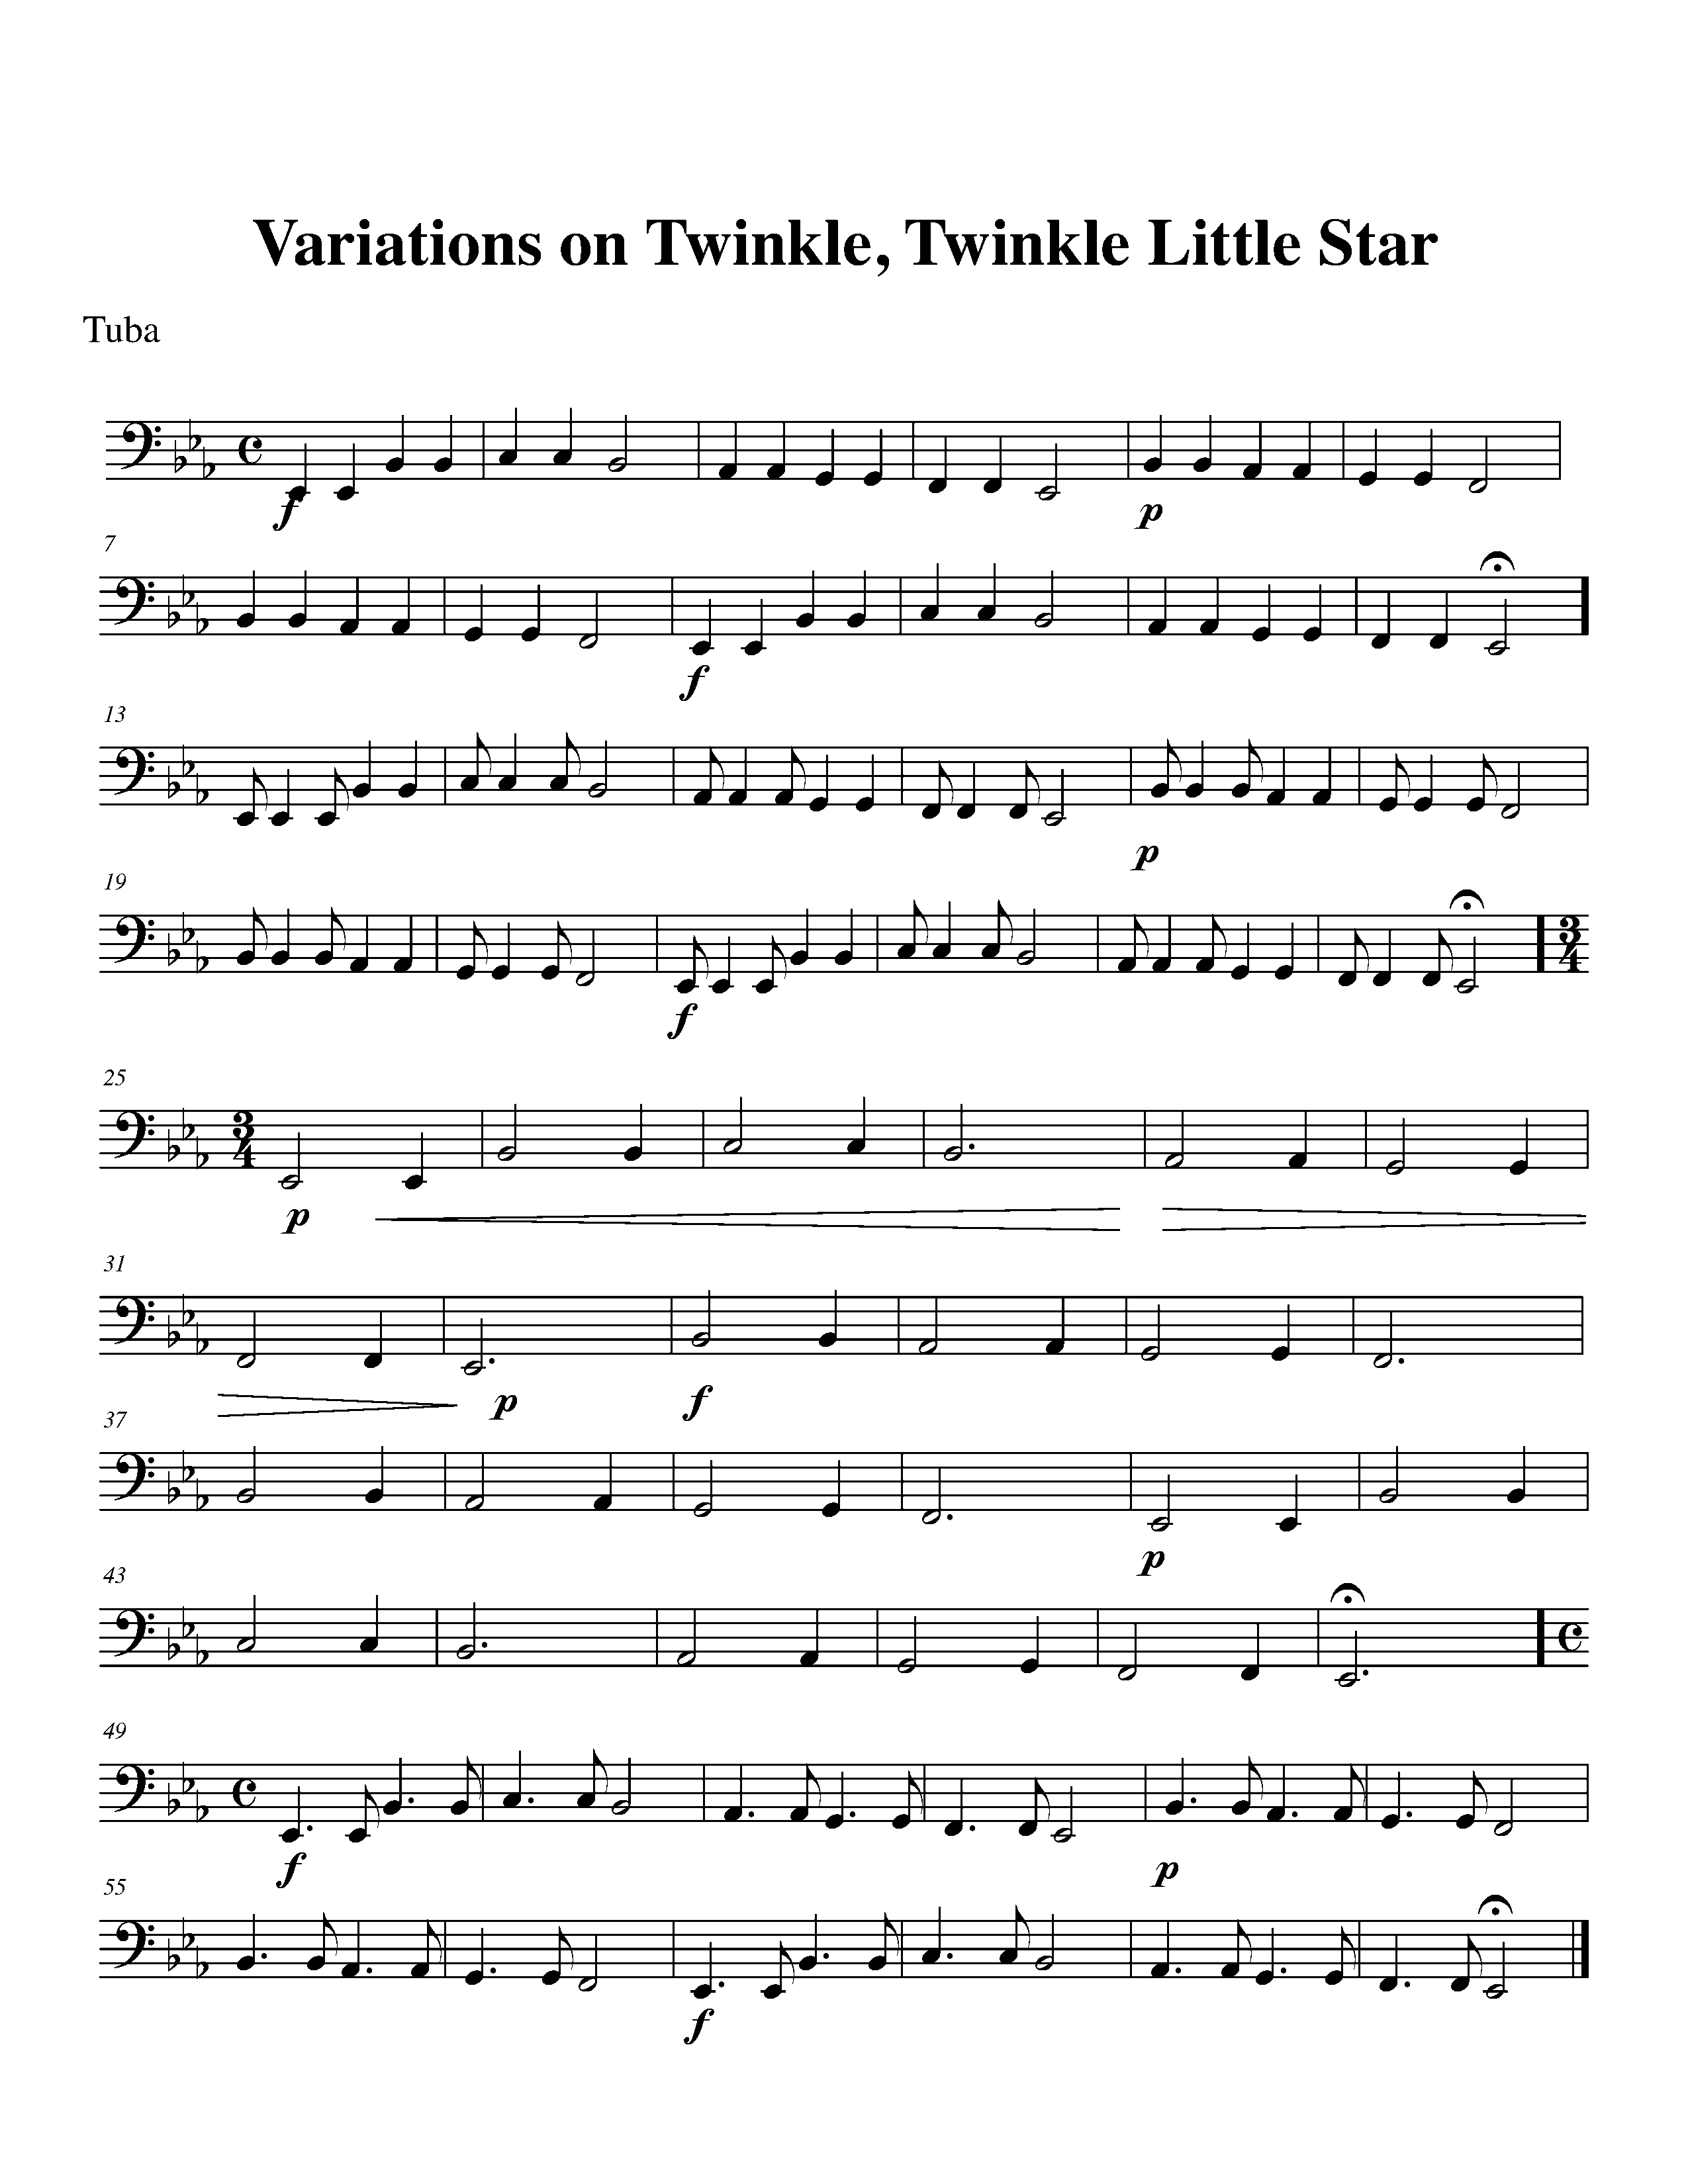 Variations on Twinkle, Twinkle Little Star
Tuba
f p
7
f
13
p
19
f
3
4
25
3
4
p
31
p f
37
p
43
49
f p
55
f